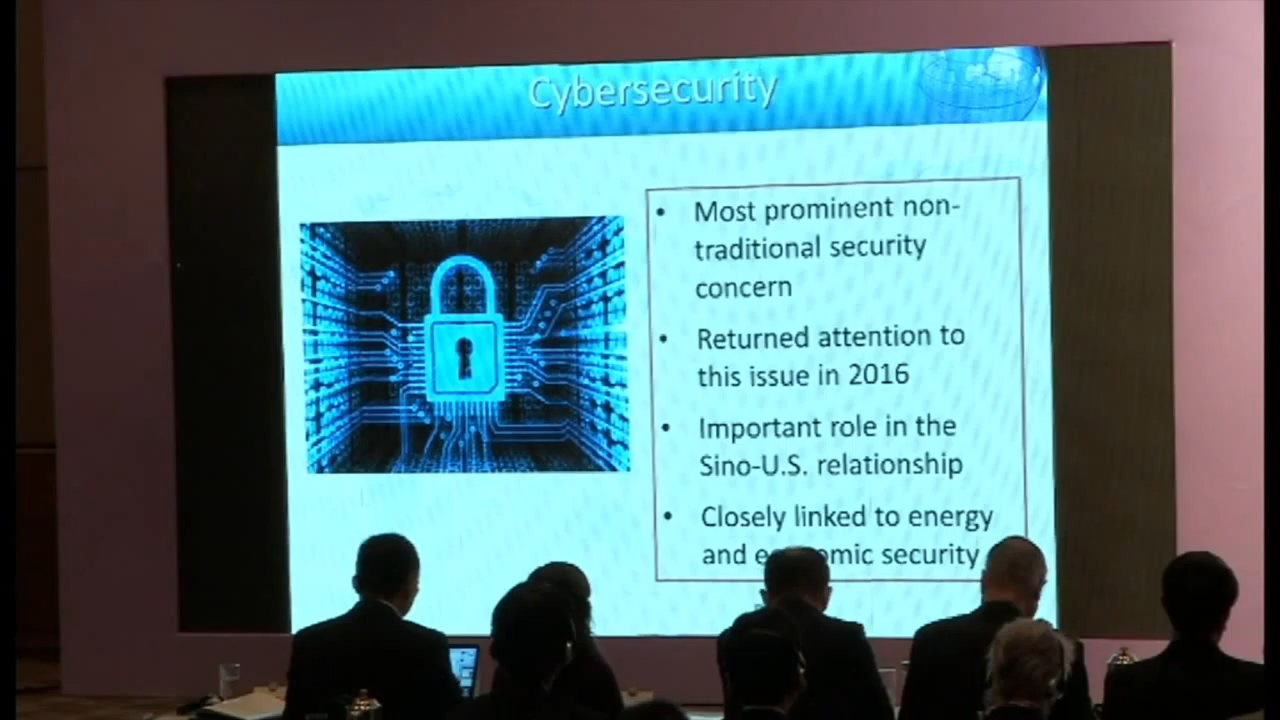 Cybersecurity
• Most prominent non-
traditional security
concern
• Returned attention to
this issue in 2016
• Important role in the
Sino-U.S. relationship
• Closely linked to energy
and economic security